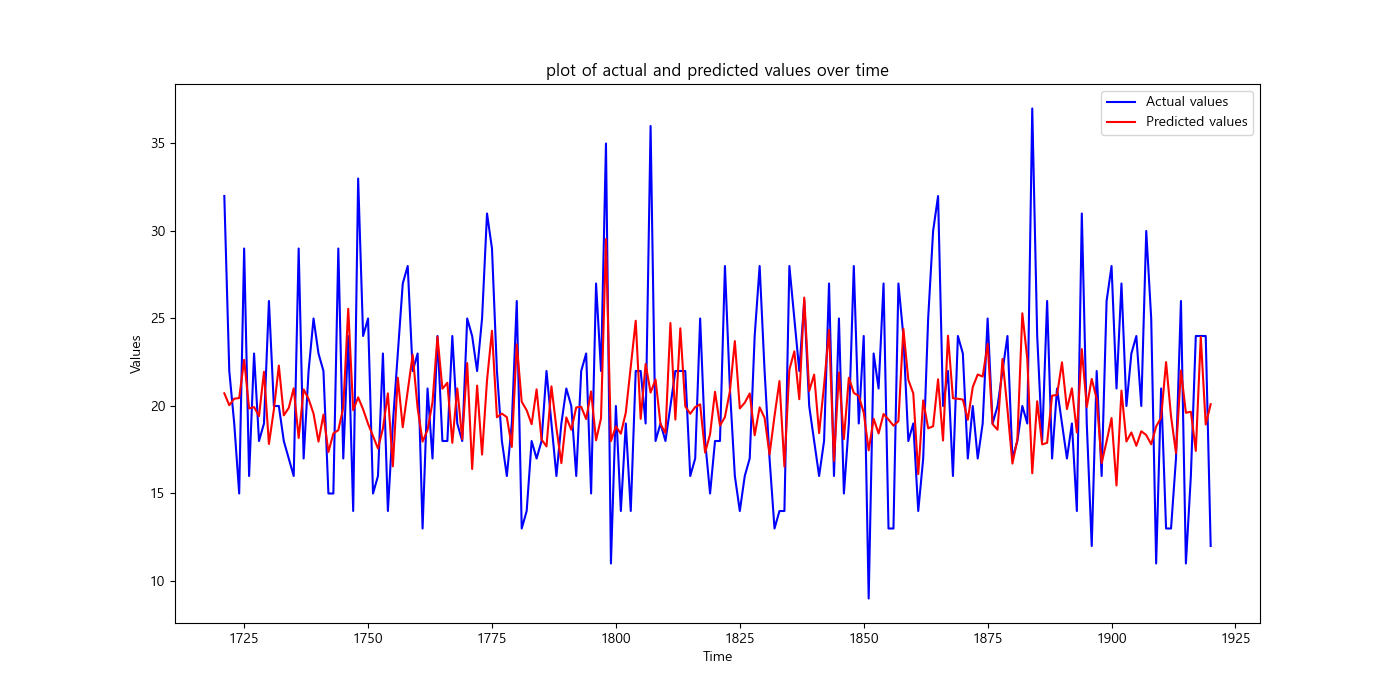 plot of actual and predicted values over time
Actual values
Predicted values
35
30
25
20
15
10
Values
1725 1750 1775 1800 1825 1850 1875 1900 1925
Time